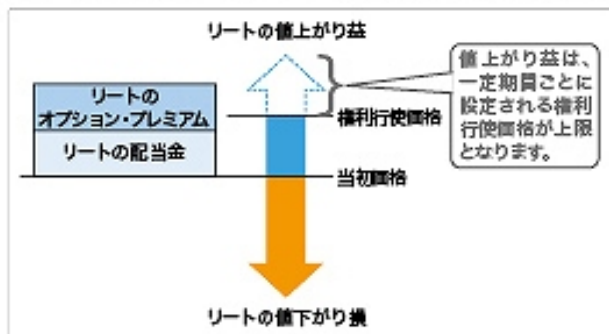 リートの値上がり益
リートの
オプション・プレミアム
リートの配当金
権利行使価格
当初価格
値上がり益は、
一定期間ごとに
設定される権利
行使価格が上限
となります。
リートの値下がり損